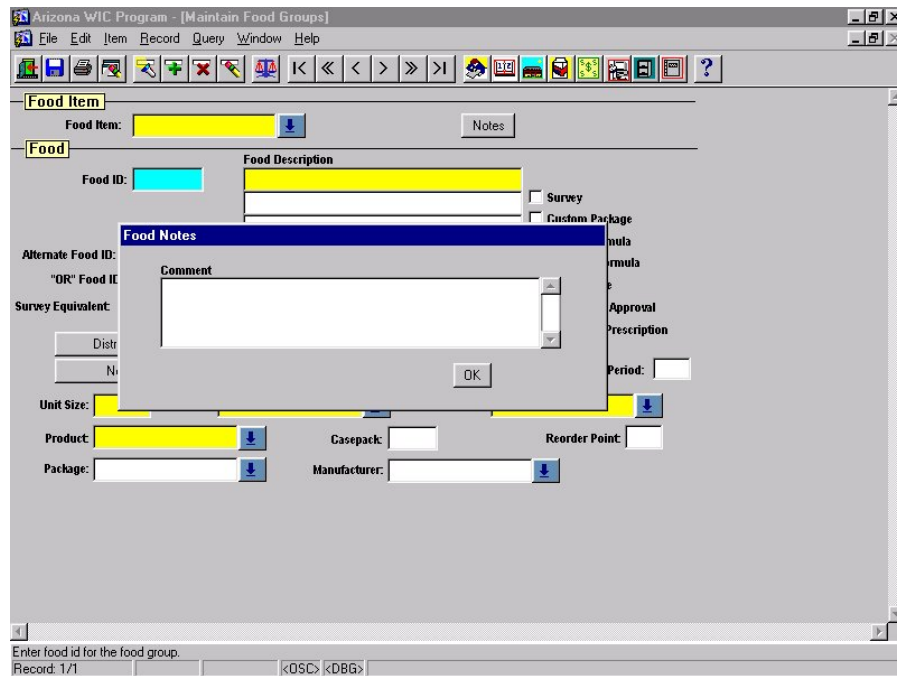 Arizona WIC Program - [Maintain Food Groups]
File Edit Item Record Query Window Help
Food Item
Food Item: Notes
Food
Food Description
Food ID:
Survey
Custom Package
mula
Alternate Food ID:
rmula
"OR" Food ID
Survey Equivalent:
Approval
Prescription
Distr
Period:
Unit Size:
Product:
Casepack:
Reorder Point:
Package:
Manufacturer:
Food Notes
Comment
OK
Enter food id for the food group.
Record: 1/1 <OSC> <DBG>